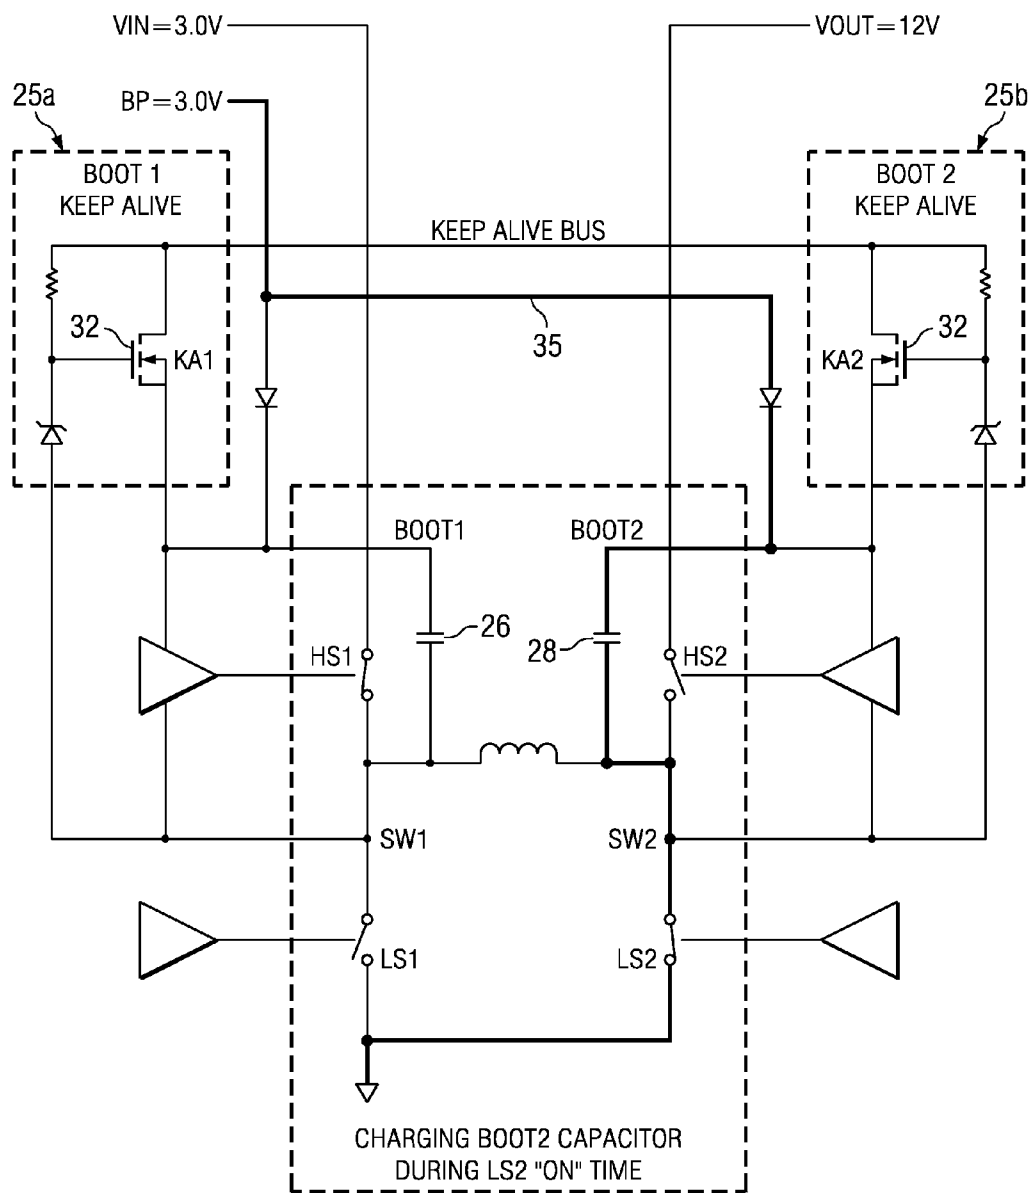 VIN=3.0V
VOUT=12V
BP=3.0V
25a
25b
BOOT 1
KEEP ALIVE
BOOT 2
KEEP ALIVE
KEEP ALIVE BUS
32
KA1
35
KA2
32
BOOT1
BOOT2
26
28
HS1
HS2
SW1
SW2
LS1
LS2
CHARGING BOOT2 CAPACITOR
DURING LS2 "ON" TIME